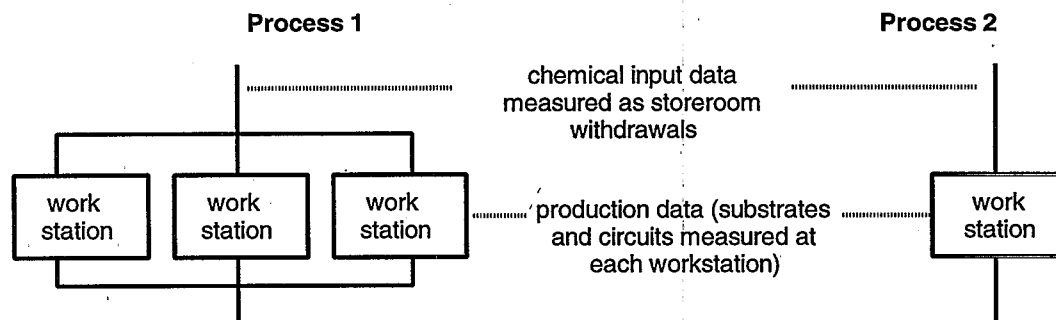 Process 1
Process 2
chemical input data
measured as storeroom
withdrawals
work
station
work
station
work
station
production data (substrates
and circuits measured at
each workstation)
work
station